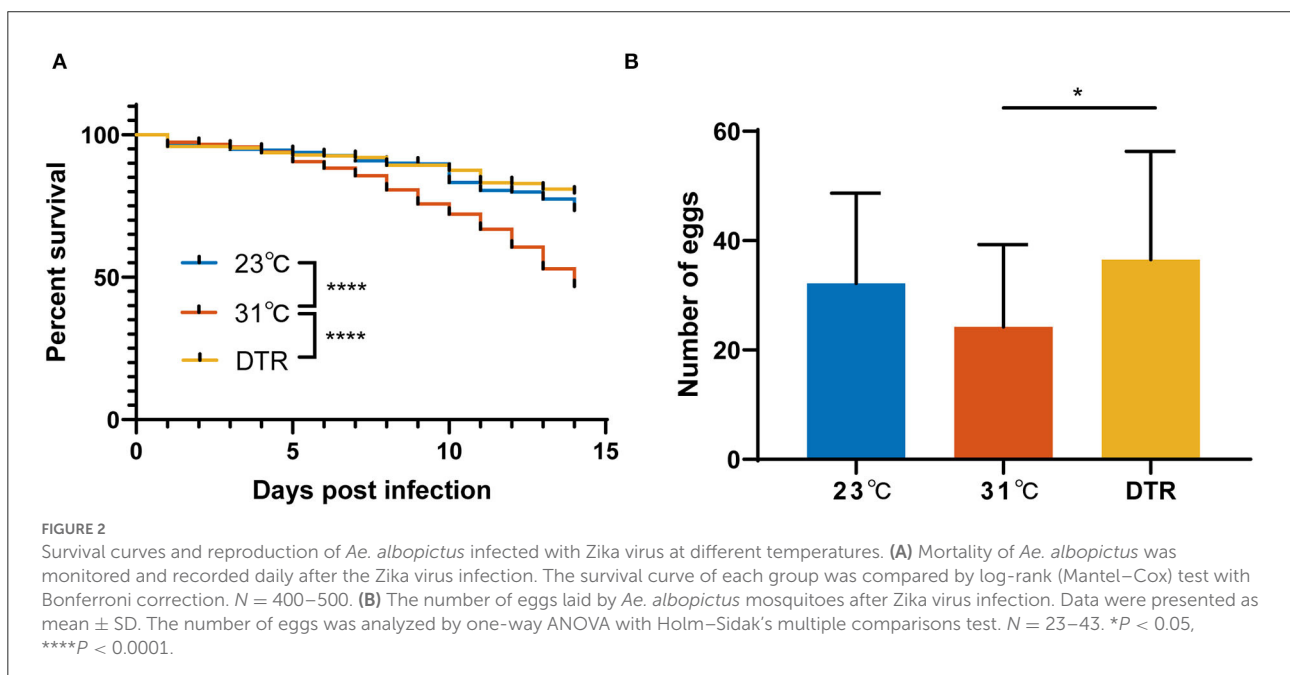 A
B
100
50
0
Percent survival
23°C
31°C
DTR
****
****
0
5
10
15
Days post infection
*
60
40
20
0
Number of eggs
23°C
31°C
DTR
FIGURE 2
Survival curves and reproduction of Ae. albopictus infected with Zika virus at different temperatures. (A) Mortality of Ae. albopictus was
monitored and recorded daily after the Zika virus infection. The survival curve of each group was compared by log-rank (Mantel–Cox) test with
Bonferroni correction. N = 400–500. (B) The number of eggs laid by Ae. albopictus mosquitoes after Zika virus infection. Data were presented as
mean ± SD. The number of eggs was analyzed by one-way ANOVA with Holm–Sidak's multiple comparisons test. N = 23–43. *P < 0.05,
****P < 0.0001.